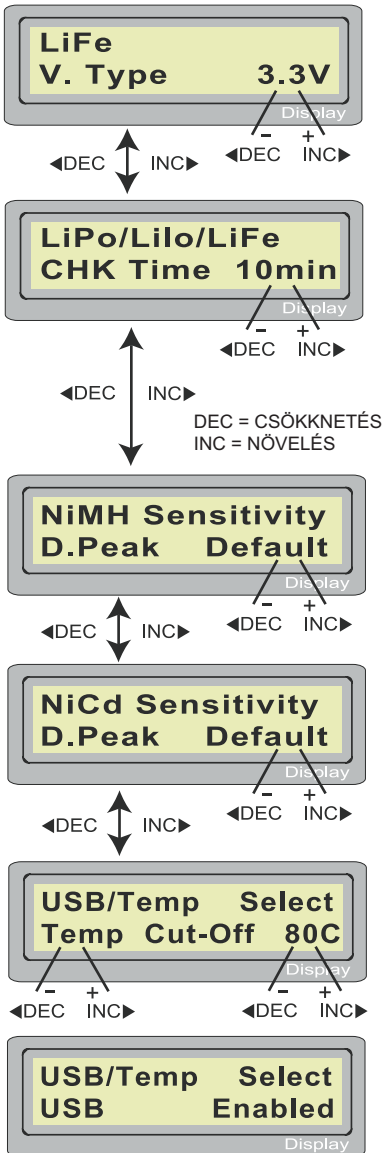 LiFe
V. Type 3.3V
Display
- +
◀DEC INC▶ ◀DEC INC▶
LiPo/LiIo/LiFe
CHK Time 10min
Display
- +
◀DEC INC▶
◀DEC INC▶
DEC = CSÖKKNETÉS
INC = NÖVELÉS
NiMH Sensitivity
D.Peak Default
Display
- +
◀DEC INC▶ ◀DEC INC▶
NiCd Sensitivity
D.Peak Default
Display
- +
◀DEC INC▶ ◀DEC INC▶
USB/Temp Select
Temp Cut-Off 80C
Display
- + - +
◀DEC INC▶ ◀DEC INC▶
USB/Temp Select
USB Enabled
Display